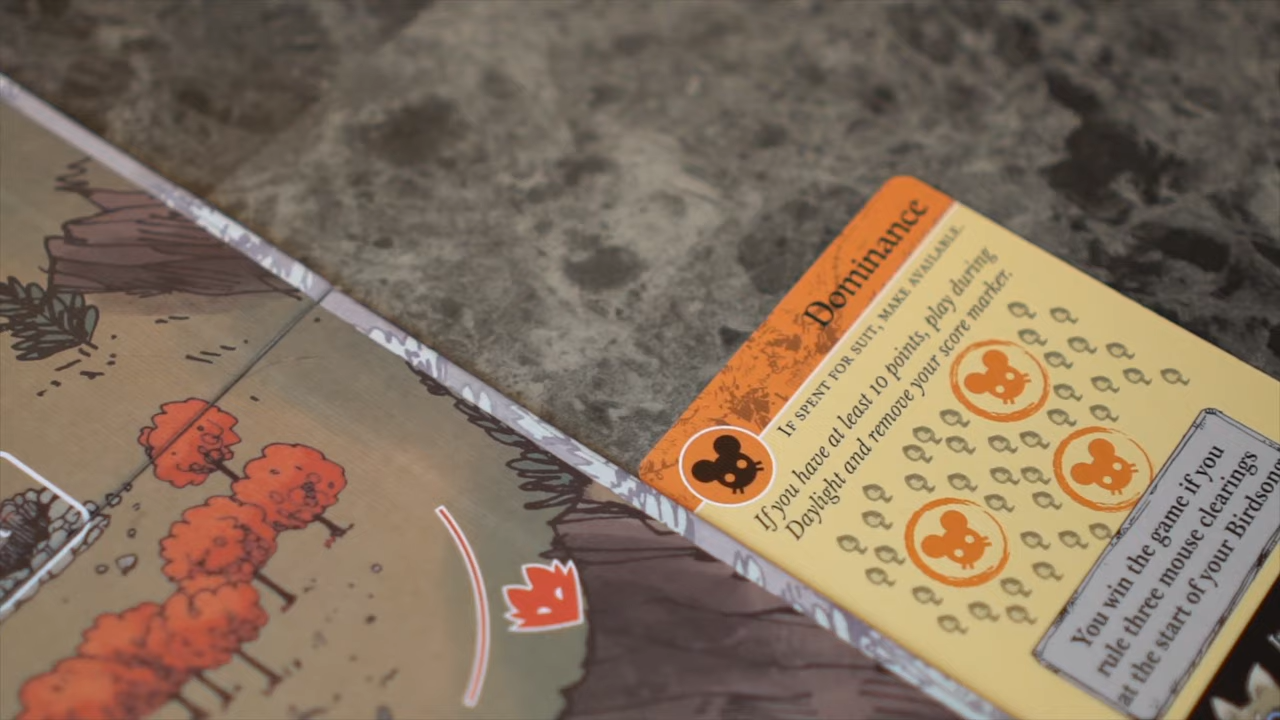 Dominance
IF SPENT FOR SUIT, MAKE AVAILABLE.
If you have at least 10 points, play during
Daylight and remove your score marker.
You win the game if you
rule three mouse clearings
at the start of your Birdsong